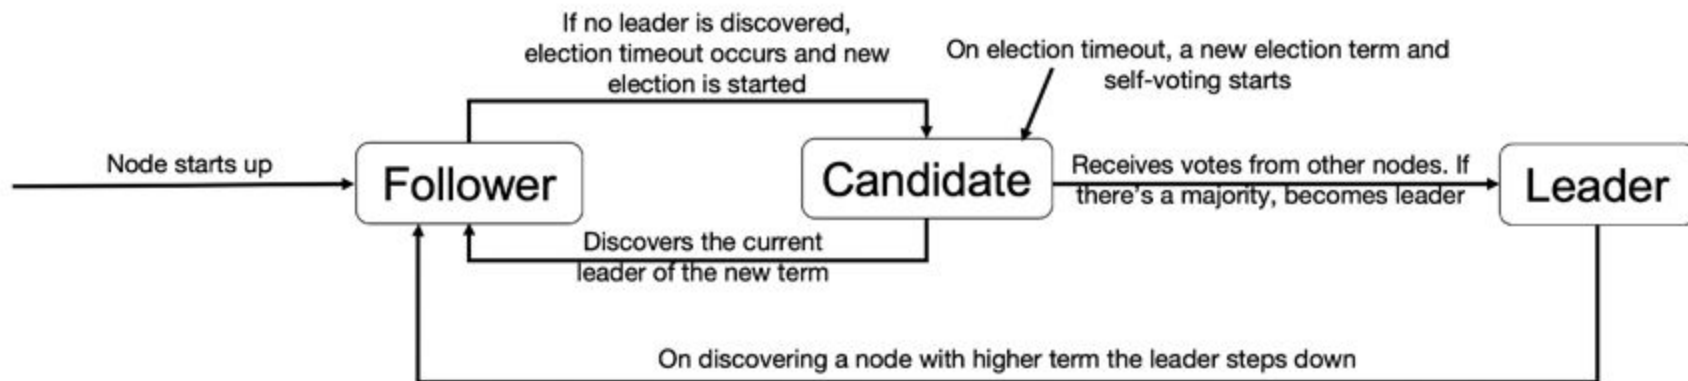 If no leader is discovered,
election timeout occurs and new
election is started
On election timeout, a new election term and
self-voting starts
Node starts up
Follower
Candidate
Receives votes from other nodes. If
there's a majority, becomes leader
Leader
Discovers the current
leader of the new term
On discovering a node with higher term the leader steps down